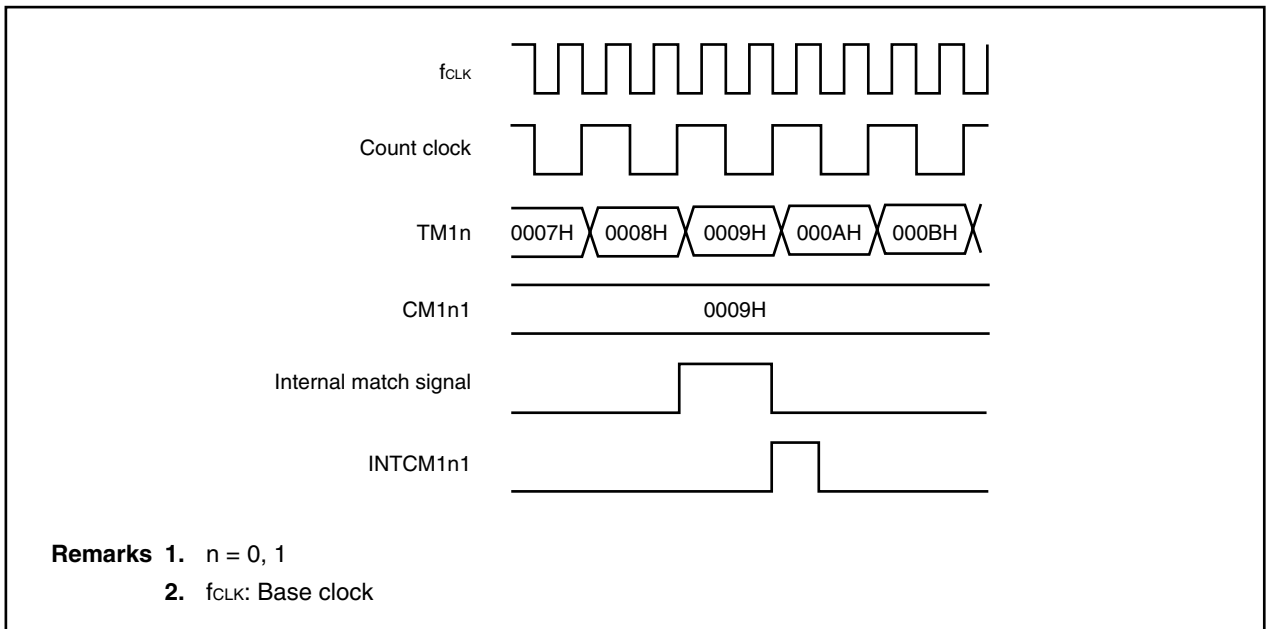 fCLK
Count clock
TM1n 0007H 0008H 0009H 000AH 000BH
CM1n1 0009H
Internal match signal
INTCM1n1
Remarks 1. n = 0, 1
2. fCLK: Base clock